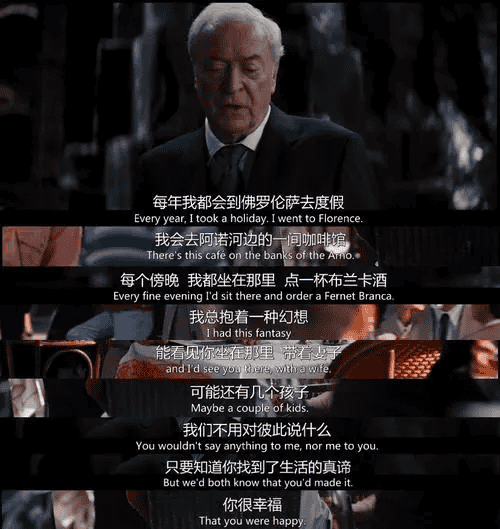 每年我都会到佛罗伦萨去度假
Every year, I took a holiday. I went to Florence.
我会去阿诺河边的一间咖啡馆
There's this café on the banks of the Arno.
每个傍晚 我都坐在那里 点一杯布兰卡酒
Every fine evening I'd sit there and order a Fernet Branca.
我总抱着一种幻想
I had this fantasy
能看见你坐在那里 带着妻子
and I'd see you there, with a wife.
可能还有几个孩子
Maybe a couple of kids.
我们不用对彼此说什么
You wouldn't say anything to me, nor me to you.
只要知道你找到了生活的真谛
But we'd both know that you'd made it.
你很幸福
That you were happy.